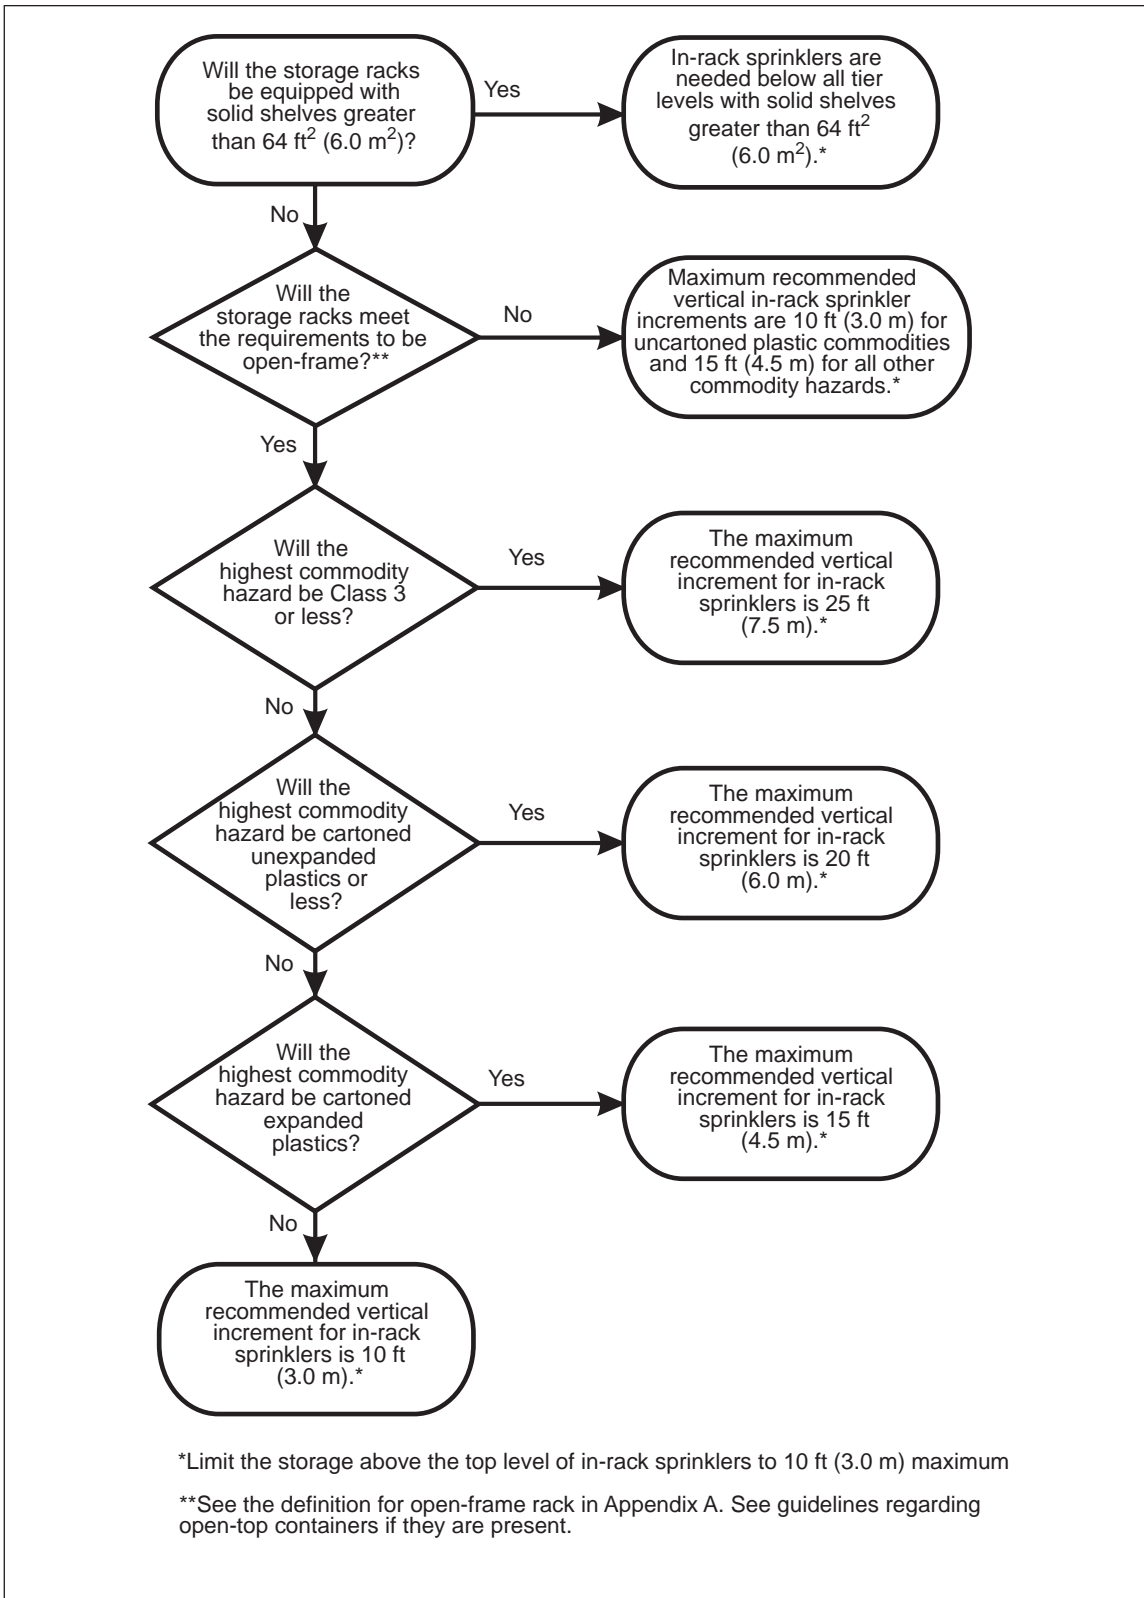 Will the storage racks
be equipped with
solid shelves greater
than 64 ft² (6.0 m²)?
Yes
In-rack sprinklers are
needed below all tier
levels with solid shelves
greater than 64 ft²
(6.0 m²).*
No
Will the
storage racks meet
the requirements to be
open-frame?**
No
Maximum recommended
vertical in-rack sprinkler
increments are 10 ft (3.0 m) for
uncartoned plastic commodities
and 15 ft (4.5 m) for all other
commodity hazards.*
Yes
Will the
highest commodity
hazard be Class 3
or less?
Yes
The maximum
recommended vertical
increment for in-rack
sprinklers is 25 ft
(7.5 m).*
No
Will the
highest commodity
hazard be cartoned
unexpanded
plastics or
less?
Yes
The maximum
recommended vertical
increment for in-rack
sprinklers is 20 ft
(6.0 m).*
No
Will the
highest commodity
hazard be cartoned
expanded
plastics?
Yes
The maximum
recommended vertical
increment for in-rack
sprinklers is 15 ft
(4.5 m).*
No
The maximum
recommended vertical
increment for in-rack
sprinklers is 10 ft
(3.0 m).*
*Limit the storage above the top level of in-rack sprinklers to 10 ft (3.0 m) maximum
**See the definition for open-frame rack in Appendix A. See guidelines regarding
open-top containers if they are present.